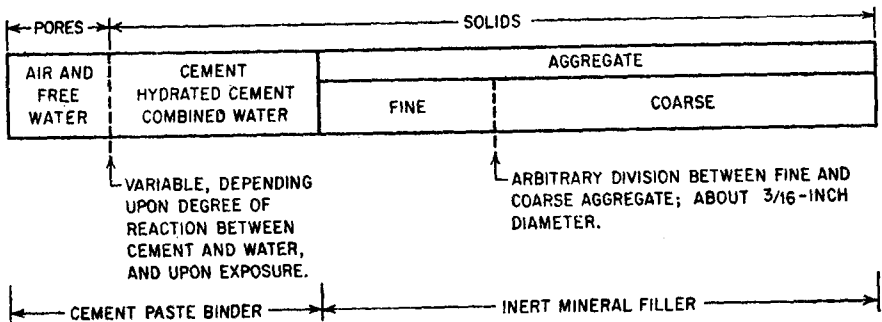 PORES
SOLIDS
AIR AND
FREE
WATER
CEMENT
HYDRATED CEMENT
COMBINED WATER
AGGREGATE
FINE
COARSE
VARIABLE, DEPENDING
UPON DEGREE OF
REACTION BETWEEN
CEMENT AND WATER,
AND UPON EXPOSURE.
ARBITRARY DIVISION BETWEEN FINE AND
COARSE AGGREGATE; ABOUT 3/16-INCH
DIAMETER.
CEMENT PASTE BINDER
INERT MINERAL FILLER